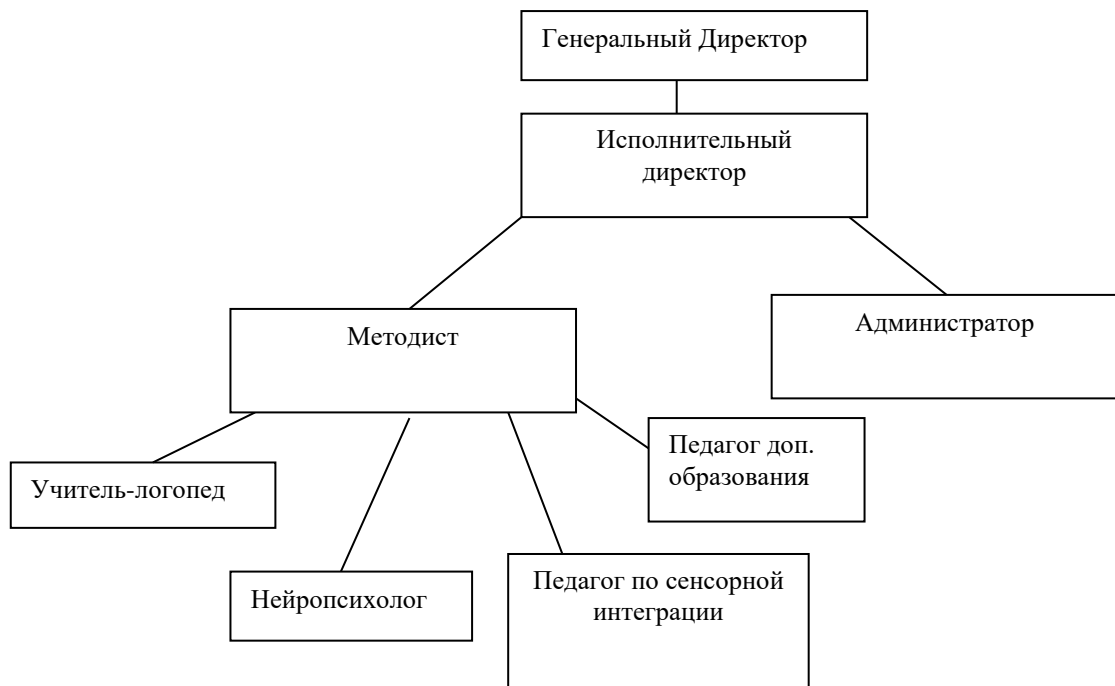 Генеральный Директор
Исполнительный
директор
Методист
Администратор
Учитель-логопед
Педагог доп.
образования
Нейропсихолог
Педагог по сенсорной
интеграции